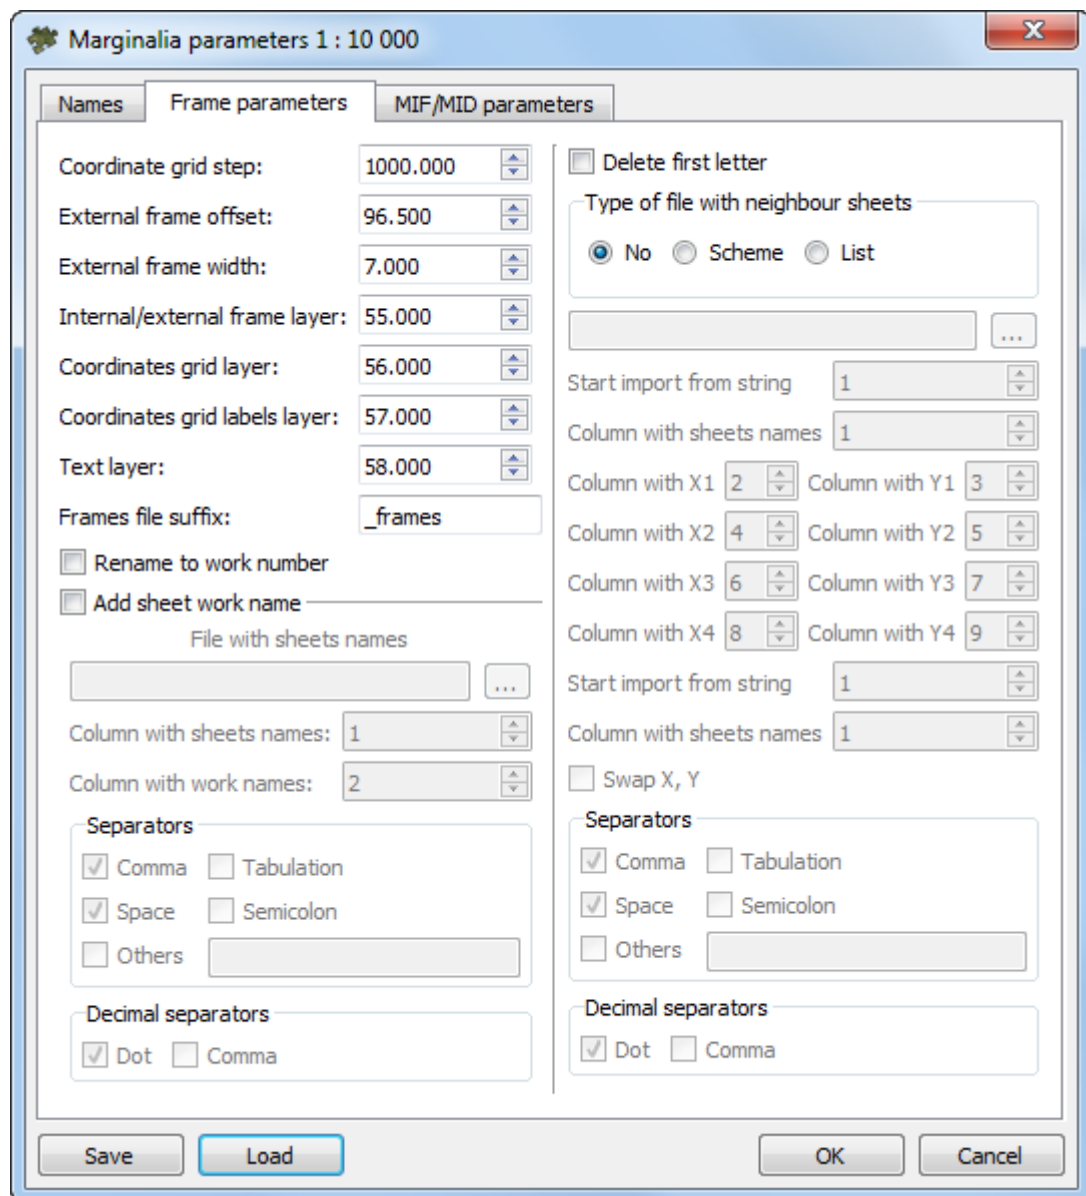 Marginalia parameters 1 : 10 000
Names Frame parameters MIF/MID parameters
Coordinate grid step: 1000.000
External frame offset: 96.500
External frame width: 7.000
Internal/external frame layer: 55.000
Coordinates grid layer: 56.000
Coordinates grid labels layer: 57.000
Text layer: 58.000
Frames file suffix: _frames
Rename to work number
Add sheet work name
File with sheets names
...
Column with sheets names: 1
Column with work names: 2
Separators
Comma Tabulation
Space Semicolon
Others
Decimal separators
Dot Comma
Delete first letter
Type of file with neighbour sheets
No Scheme List
...
Start import from string 1
Column with sheets names 1
Column with X1 2 Column with Y1 3
Column with X2 4 Column with Y2 5
Column with X3 6 Column with Y3 7
Column with X4 8 Column with Y4 9
Start import from string 1
Column with sheets names 1
Swap X, Y
Separators
Comma Tabulation
Space Semicolon
Others
Decimal separators
Dot Comma
Save Load OK Cancel